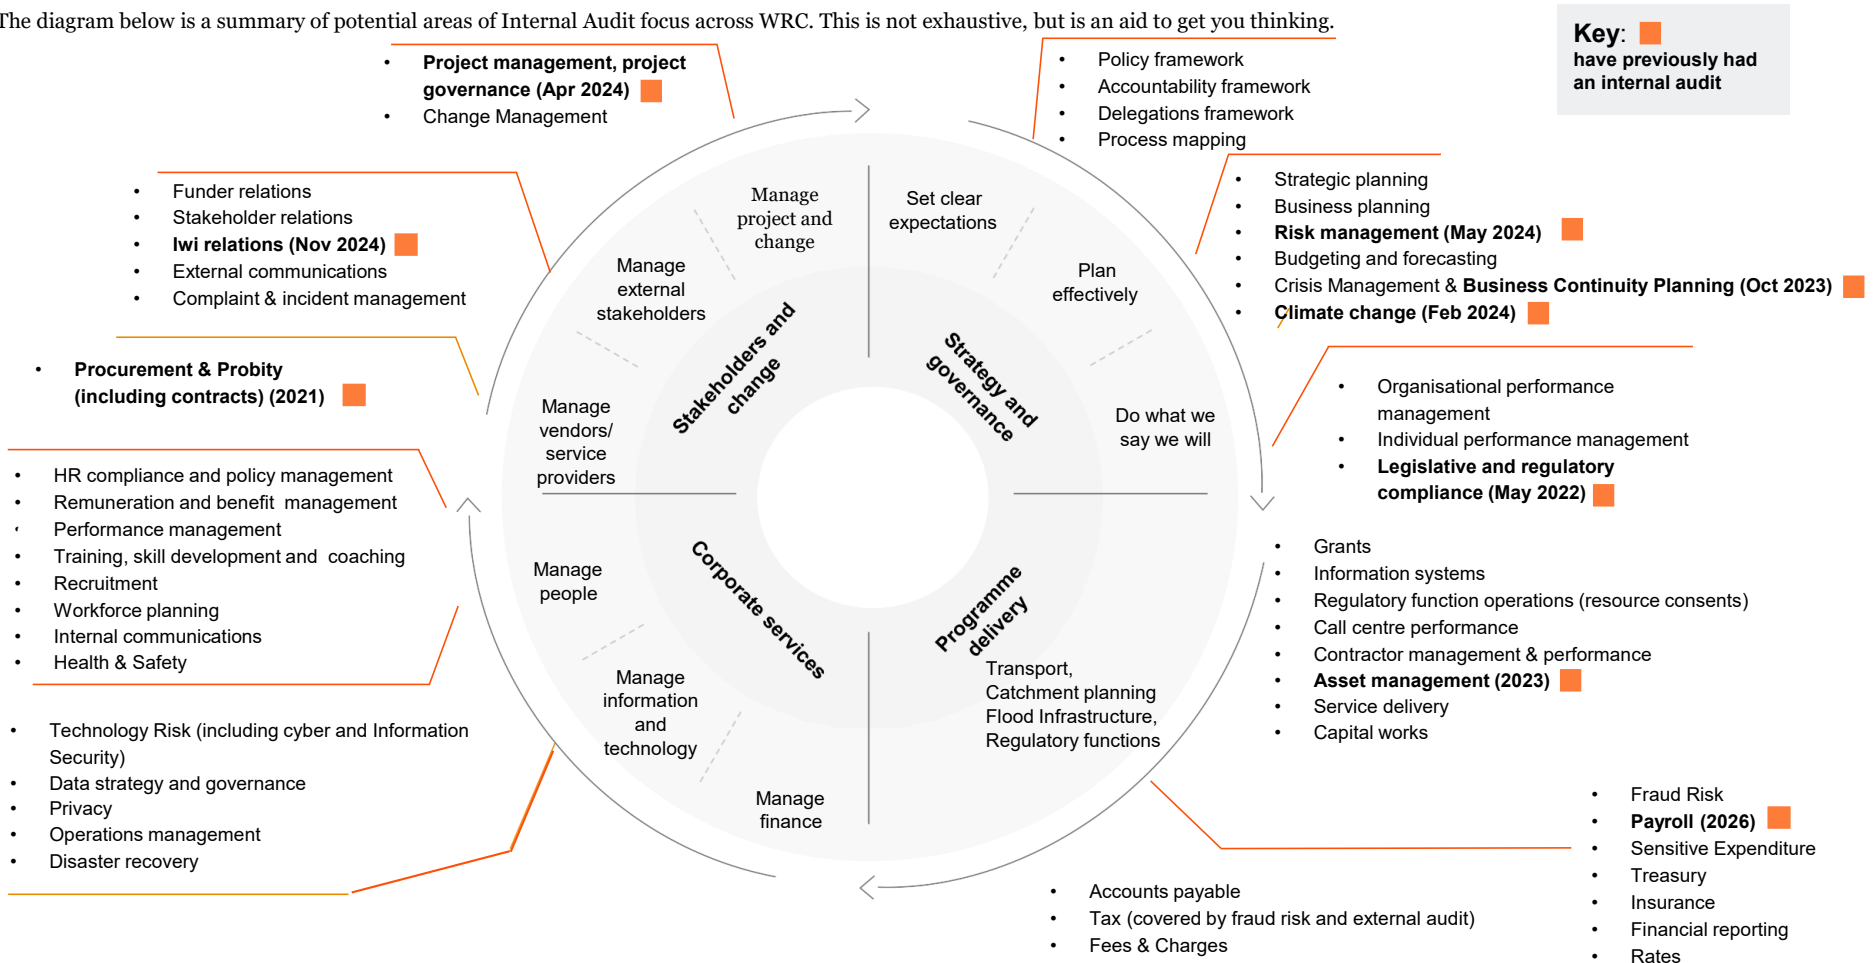 The diagram below is a summary of potential areas of Internal Audit focus across WRC. This is not exhaustive, but is an aid to get you thinking.
Key:
have previously had
an internal audit
• Project management, project
governance (Apr 2024)
• Change Management
• Policy framework
• Accountability framework
• Delegations framework
• Process mapping
• Funder relations
• Stakeholder relations
• Iwi relations (Nov 2024)
• External communications
• Complaint & incident management
• Strategic planning
• Business planning
• Risk management (May 2024)
• Budgeting and forecasting
• Crisis Management & Business Continuity Planning (Oct 2023)
• Climate change (Feb 2024)
• Procurement & Probity
(including contracts) (2021)
• Organisational performance
management
• Individual performance management
• Legislative and regulatory
compliance (May 2022)
• HR compliance and policy management
• Remuneration and benefit management
• Performance management
• Training, skill development and coaching
• Recruitment
• Workforce planning
• Internal communications
• Health & Safety
• Grants
• Information systems
• Regulatory function operations (resource consents)
• Call centre performance
• Contractor management & performance
• Asset management (2023)
• Service delivery
• Capital works
• Technology Risk (including cyber and Information
Security)
• Data strategy and governance
• Privacy
• Operations management
• Disaster recovery
• Accounts payable
• Tax (covered by fraud risk and external audit)
• Fees & Charges
• Fraud Risk
• Payroll (2026)
• Sensitive Expenditure
• Treasury
• Insurance
• Financial reporting
• Rates
Manage
project and
change
Set clear
expectations
Manage
external
stakeholders
Plan
effectively
Stakeholders and
change
Strategy and
governance
Manage
vendors/
service
providers
Do what we
say we will
Manage
people
Corporate services
Programme
delivery
Manage
information
and
technology
Transport,
Catchment planning
Flood Infrastructure,
Regulatory functions
Manage
finance